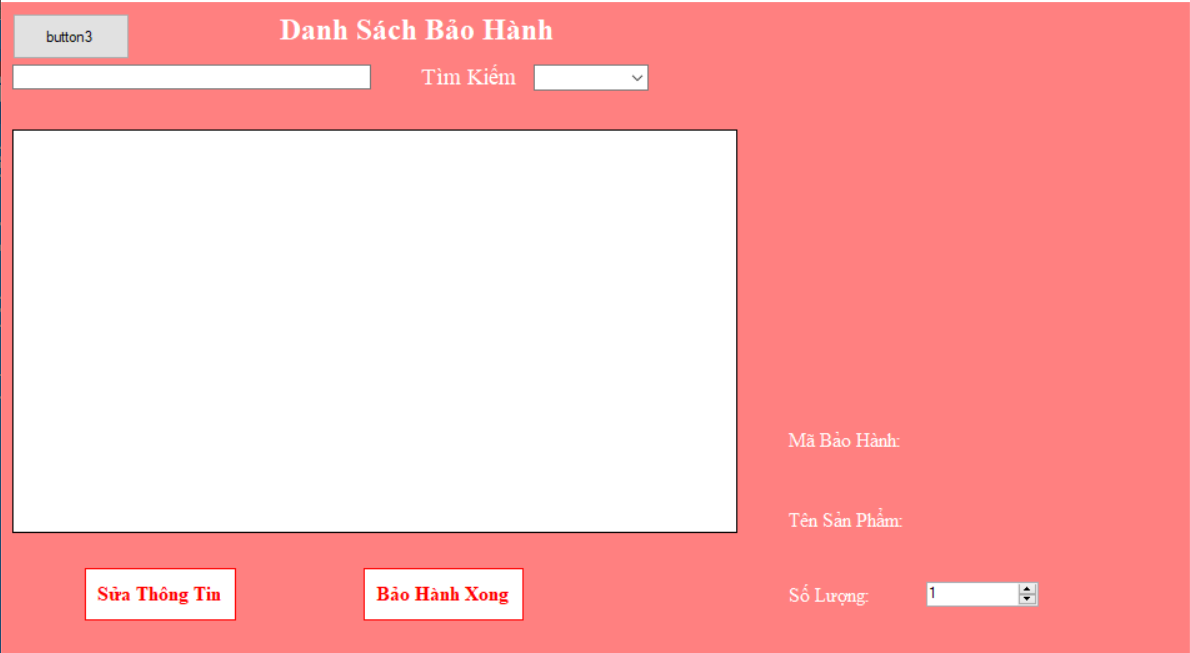 button3
Danh Sách Bảo Hành
Tìm Kiếm
Mã Bảo Hành:
Tên Sản Phẩm:
Sửa Thông Tin
Bảo Hành Xong
Số Lượng:
1